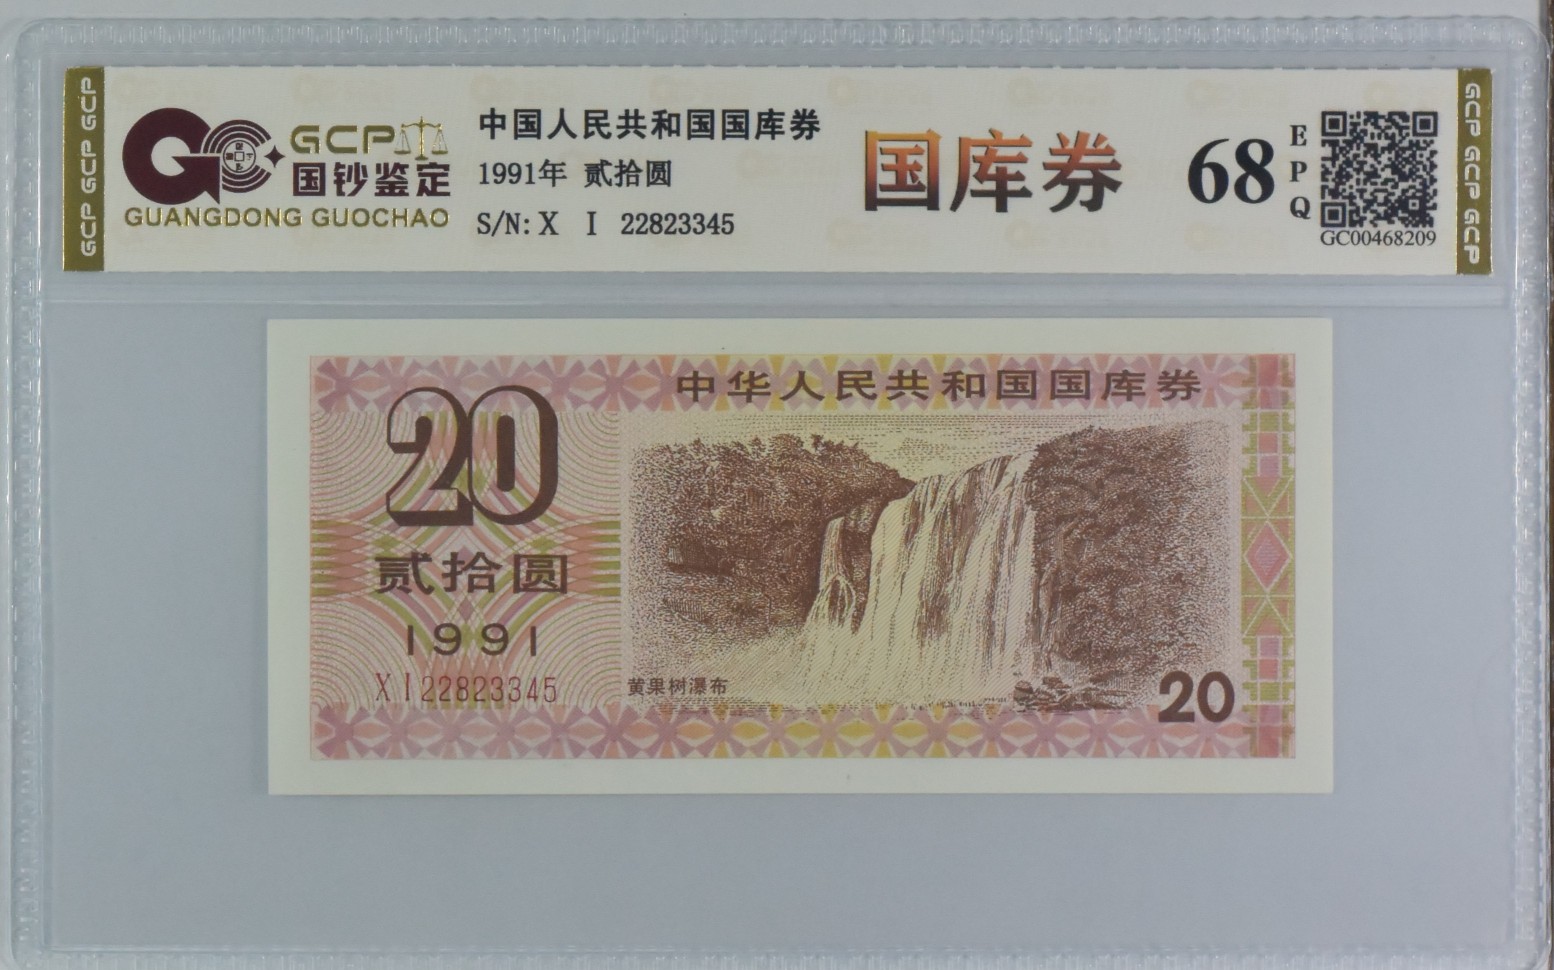 GCP GCP GCP
GCP
国钞鉴定
GUANGDONG GUOCHAO
中国人民共和国国库券
1991年 贰拾圆
S/N: X I 22823345
国库券
68
EPQ
GC00468209
GCP GCP GCP
中华人民共和国国库券
20
贰拾圆
1991
X I 22823345
黄果树瀑布
20